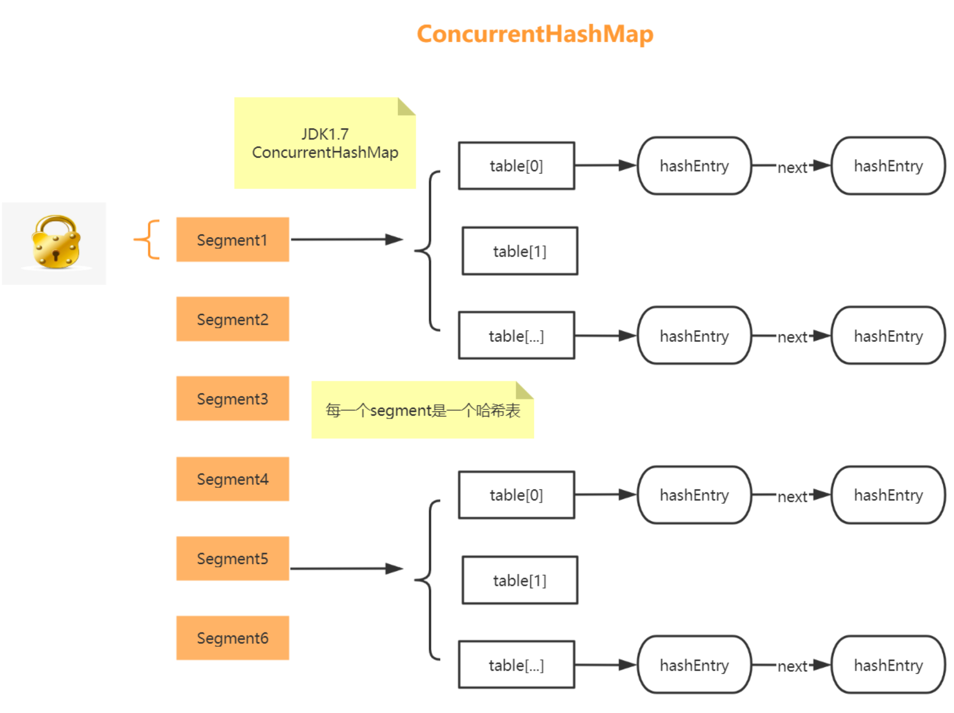 ConcurrentHashMap
JDK1.7
ConcurrentHashMap
table[0]
hashEntry
next
hashEntry
Segment1
table[1]
Segment2
table[...]
hashEntry
next
hashEntry
Segment3
每一个segment是一个哈希表
Segment4
table[0]
hashEntry
next
hashEntry
Segment5
table[1]
Segment6
table[...]
hashEntry
next
hashEntry